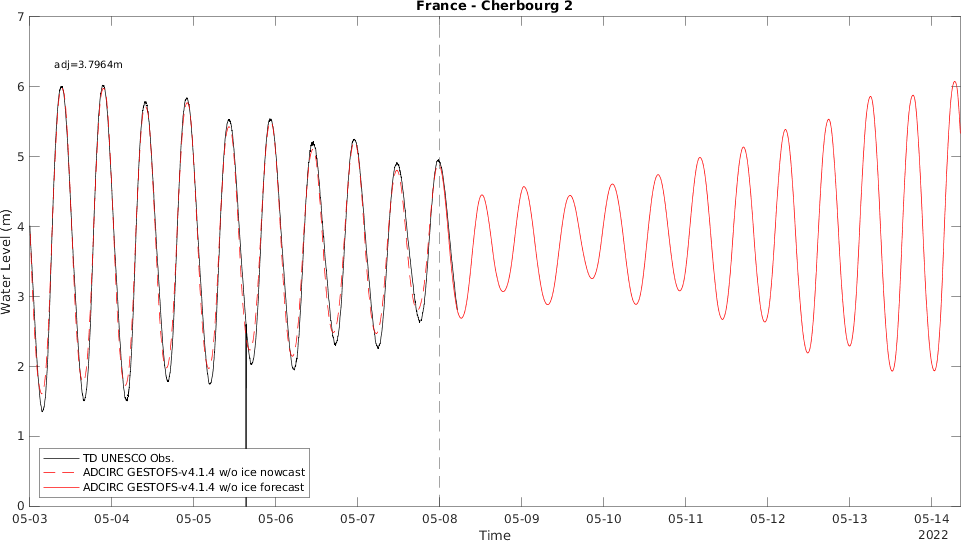 France - Cherbourg 2
7
6
5
4
3
2
1
0
Water Level (m)
adj=3.7964m
TD UNESCO Obs.
ADCIRC GESTOFS-v4.1.4 w/o ice nowcast
ADCIRC GESTOFS-v4.1.4 w/o ice forecast
05-03 05-04 05-05 05-06 05-07 05-08 05-09 05-10 05-11 05-12 05-13 05-14
2022
Time